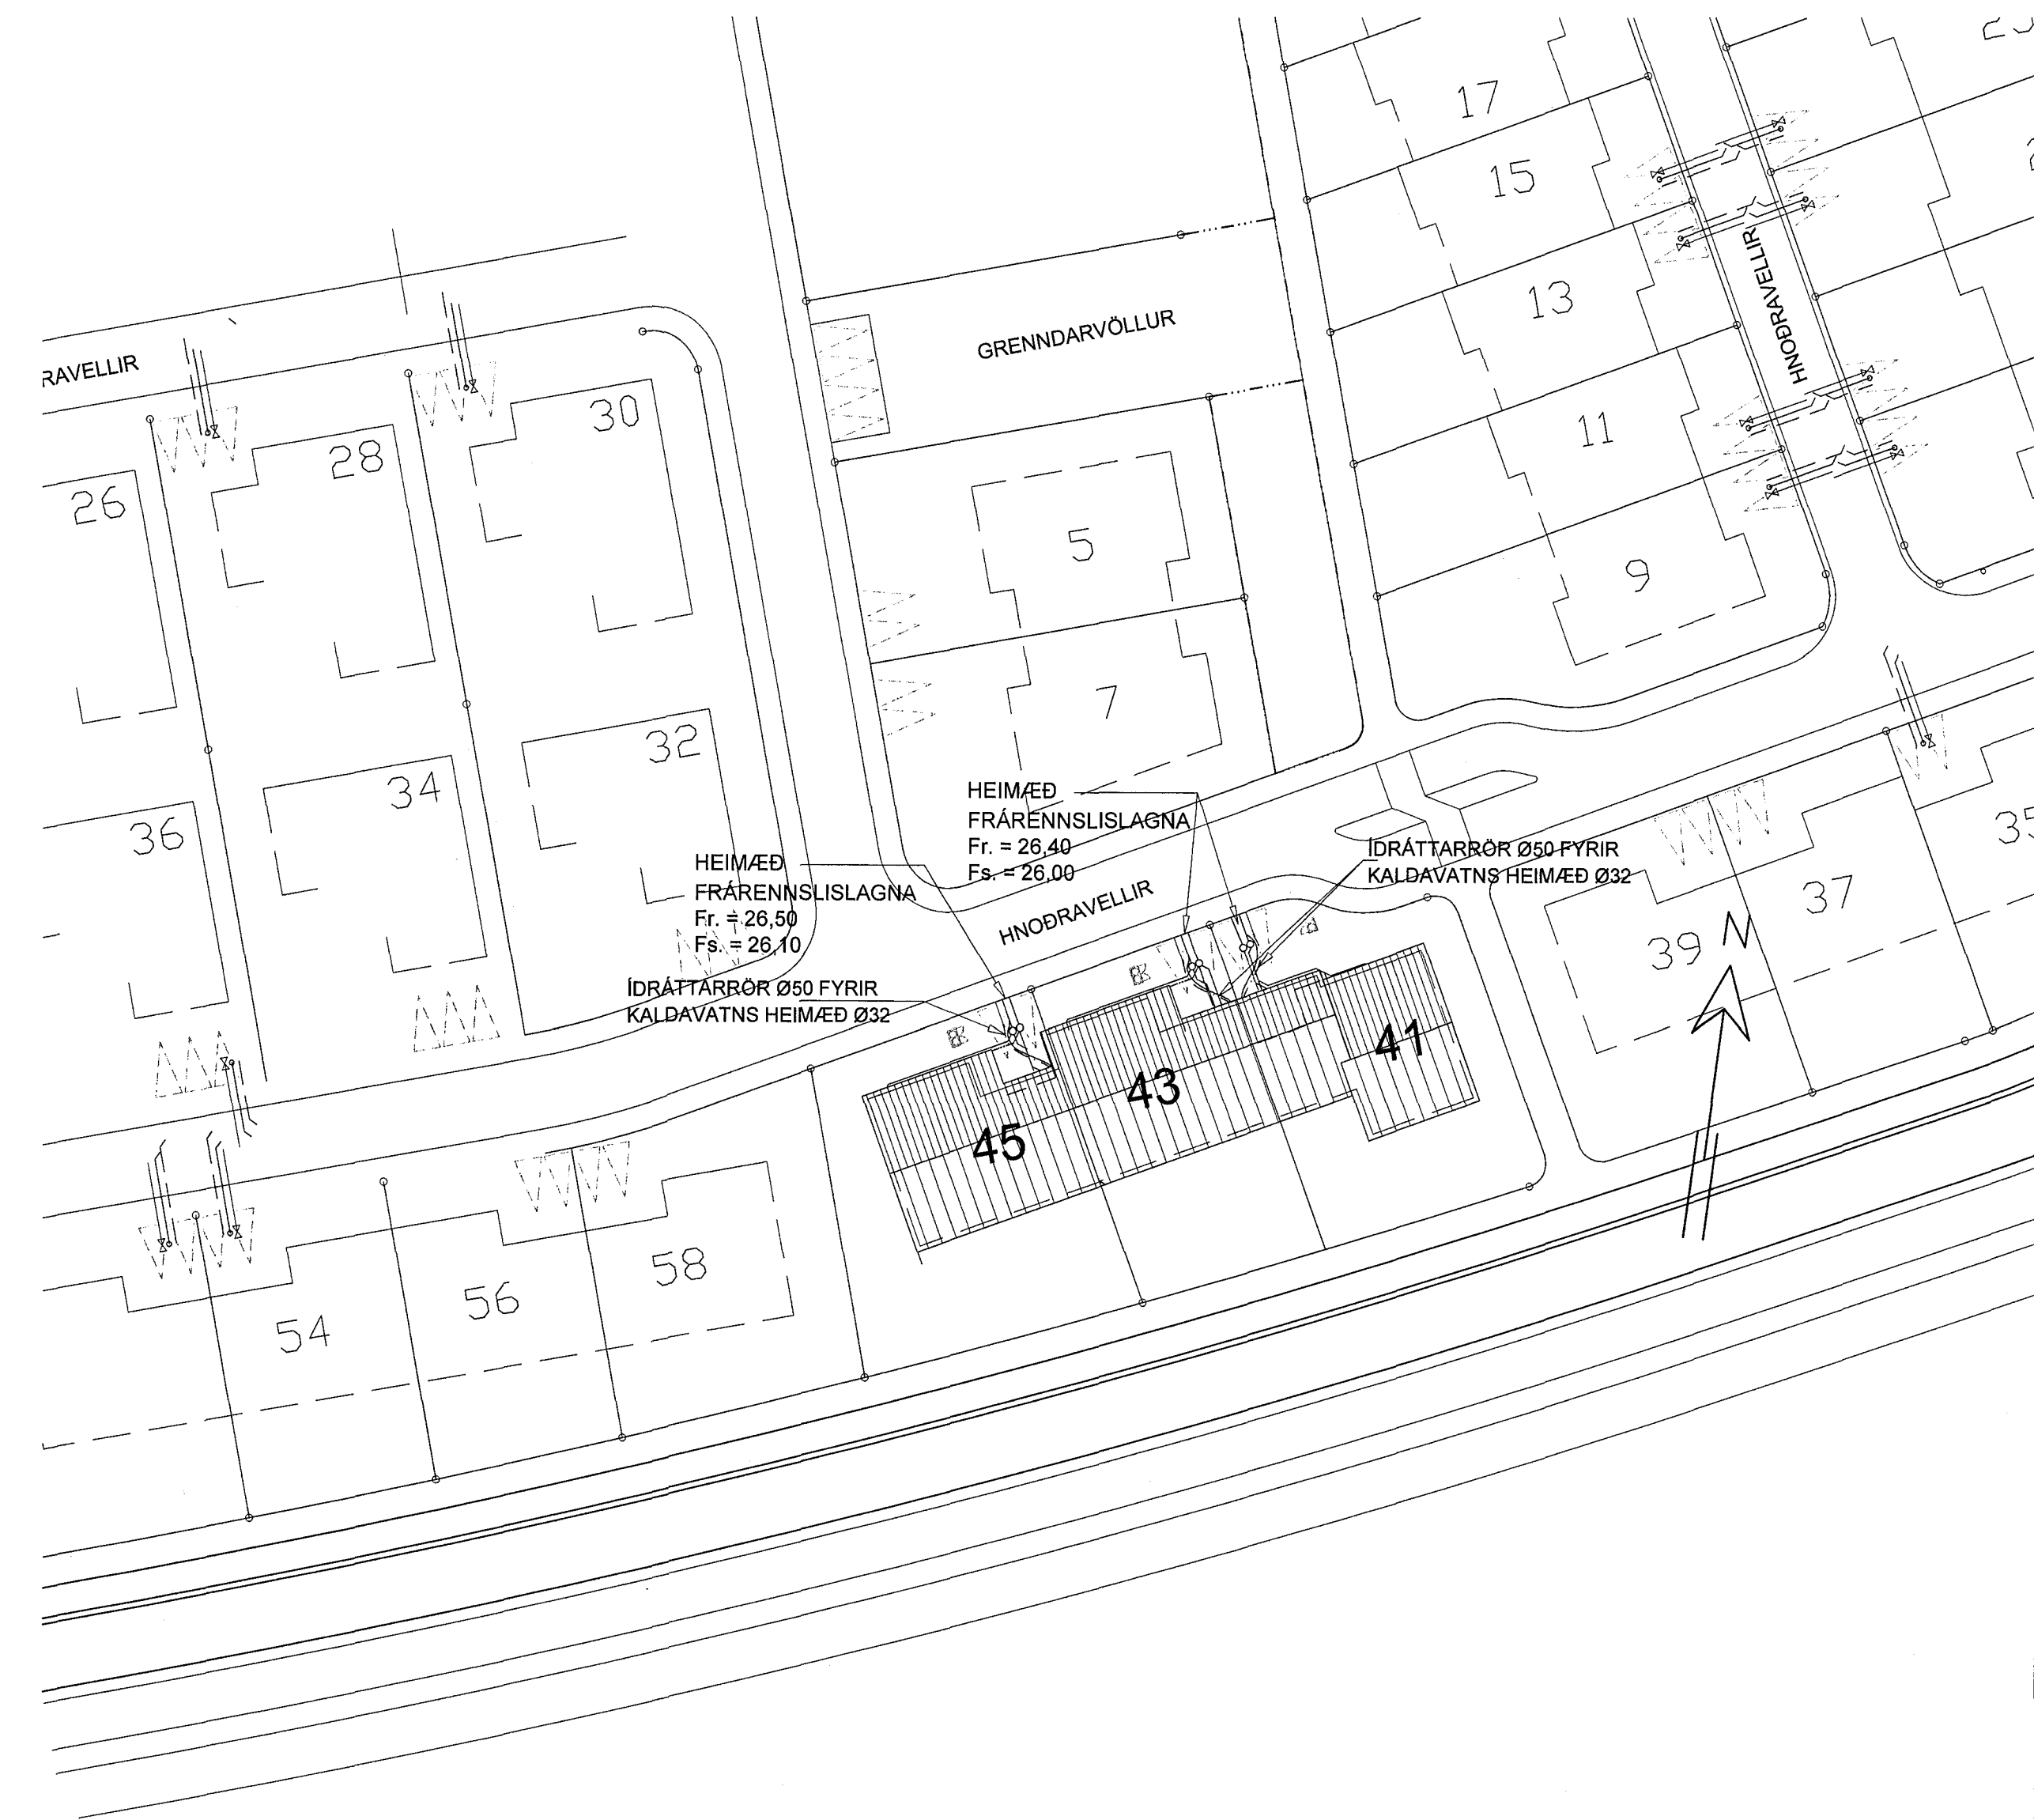 17
15
13
11
9
HNOÐRAVELLIR
GRENNDARVÖLLUR
RAVELLIR
26
28
30
5
7
32
34
36
HEIMÆÐ
FRÁRENNSLISLAGNA
Fr. = 26,40
Fs. = 26,00
HEIMÆÐ
FRÁRENNSLISLAGNA
Fr. = 26,50
Fs. = 26,10
ÍDRÁTTARRÖR Ø50 FYRIR
KALDAVATNS HEIMÆÐ Ø32
ÍDRÁTTARRÖR Ø50 FYRIR
KALDAVATNS HEIMÆÐ Ø32
HNOÐRAVELLIR
35
37
39
N
41
43
45
54
56
58